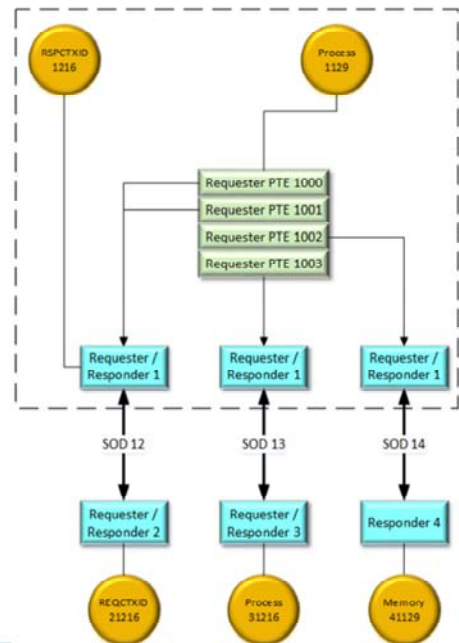 RSPCTXID
1216
Process
1129
Requester PTE 1000
Requester PTE 1001
Requester PTE 1002
Requester PTE 1003
Requester /
Responder 1
Requester /
Responder 1
Requester /
Responder 1
SOD 12
SOD 13
SOD 14
Requester /
Responder 2
Requester /
Responder 3
Responder 4
REQCTXID
21216
Process
31216
Memory
41129